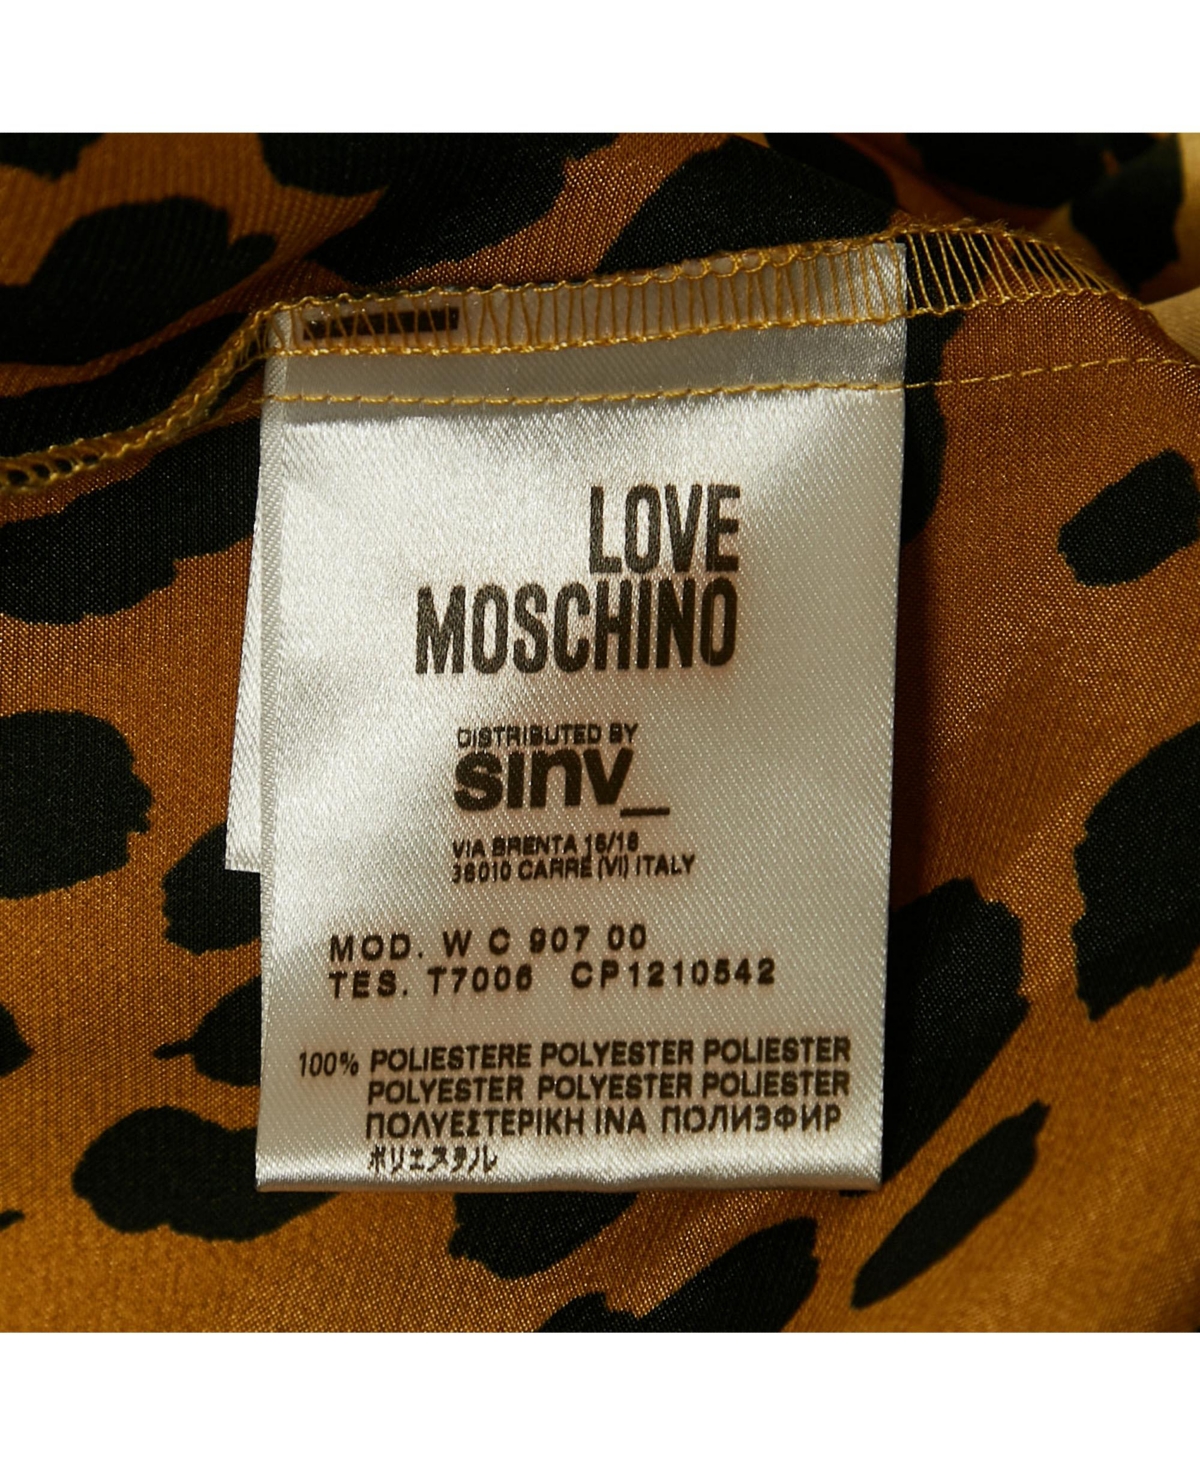 LOVE
MOSCHINO
DISTRIBUTED BY
sinv_
VIA BRENTA 16/18
36010 CARRÈ (VI) ITALY
MOD. W C 907 00
TES. T7006 CP1210542
100% POLIESTERE POLYESTER POLIESTER
POLYESTER POLYESTER POLIESTER
ΠΟΛΥΕΣΤΕΡΙΚΗ ΙΝΑ ПОЛИЭФИР
ポリエステル